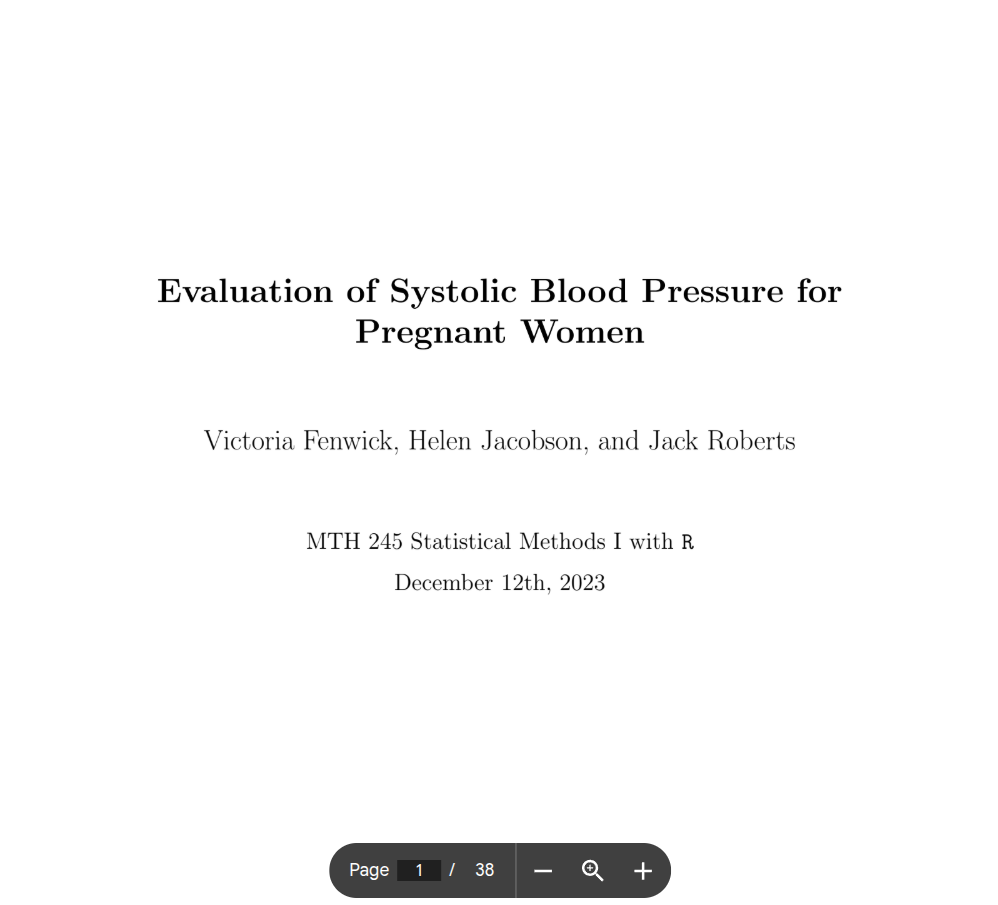 Evaluation of Systolic Blood Pressure for
Pregnant Women
Victoria Fenwick, Helen Jacobson, and Jack Roberts
MTH 245 Statistical Methods I with R
December 12th, 2023
Page 1 / 38